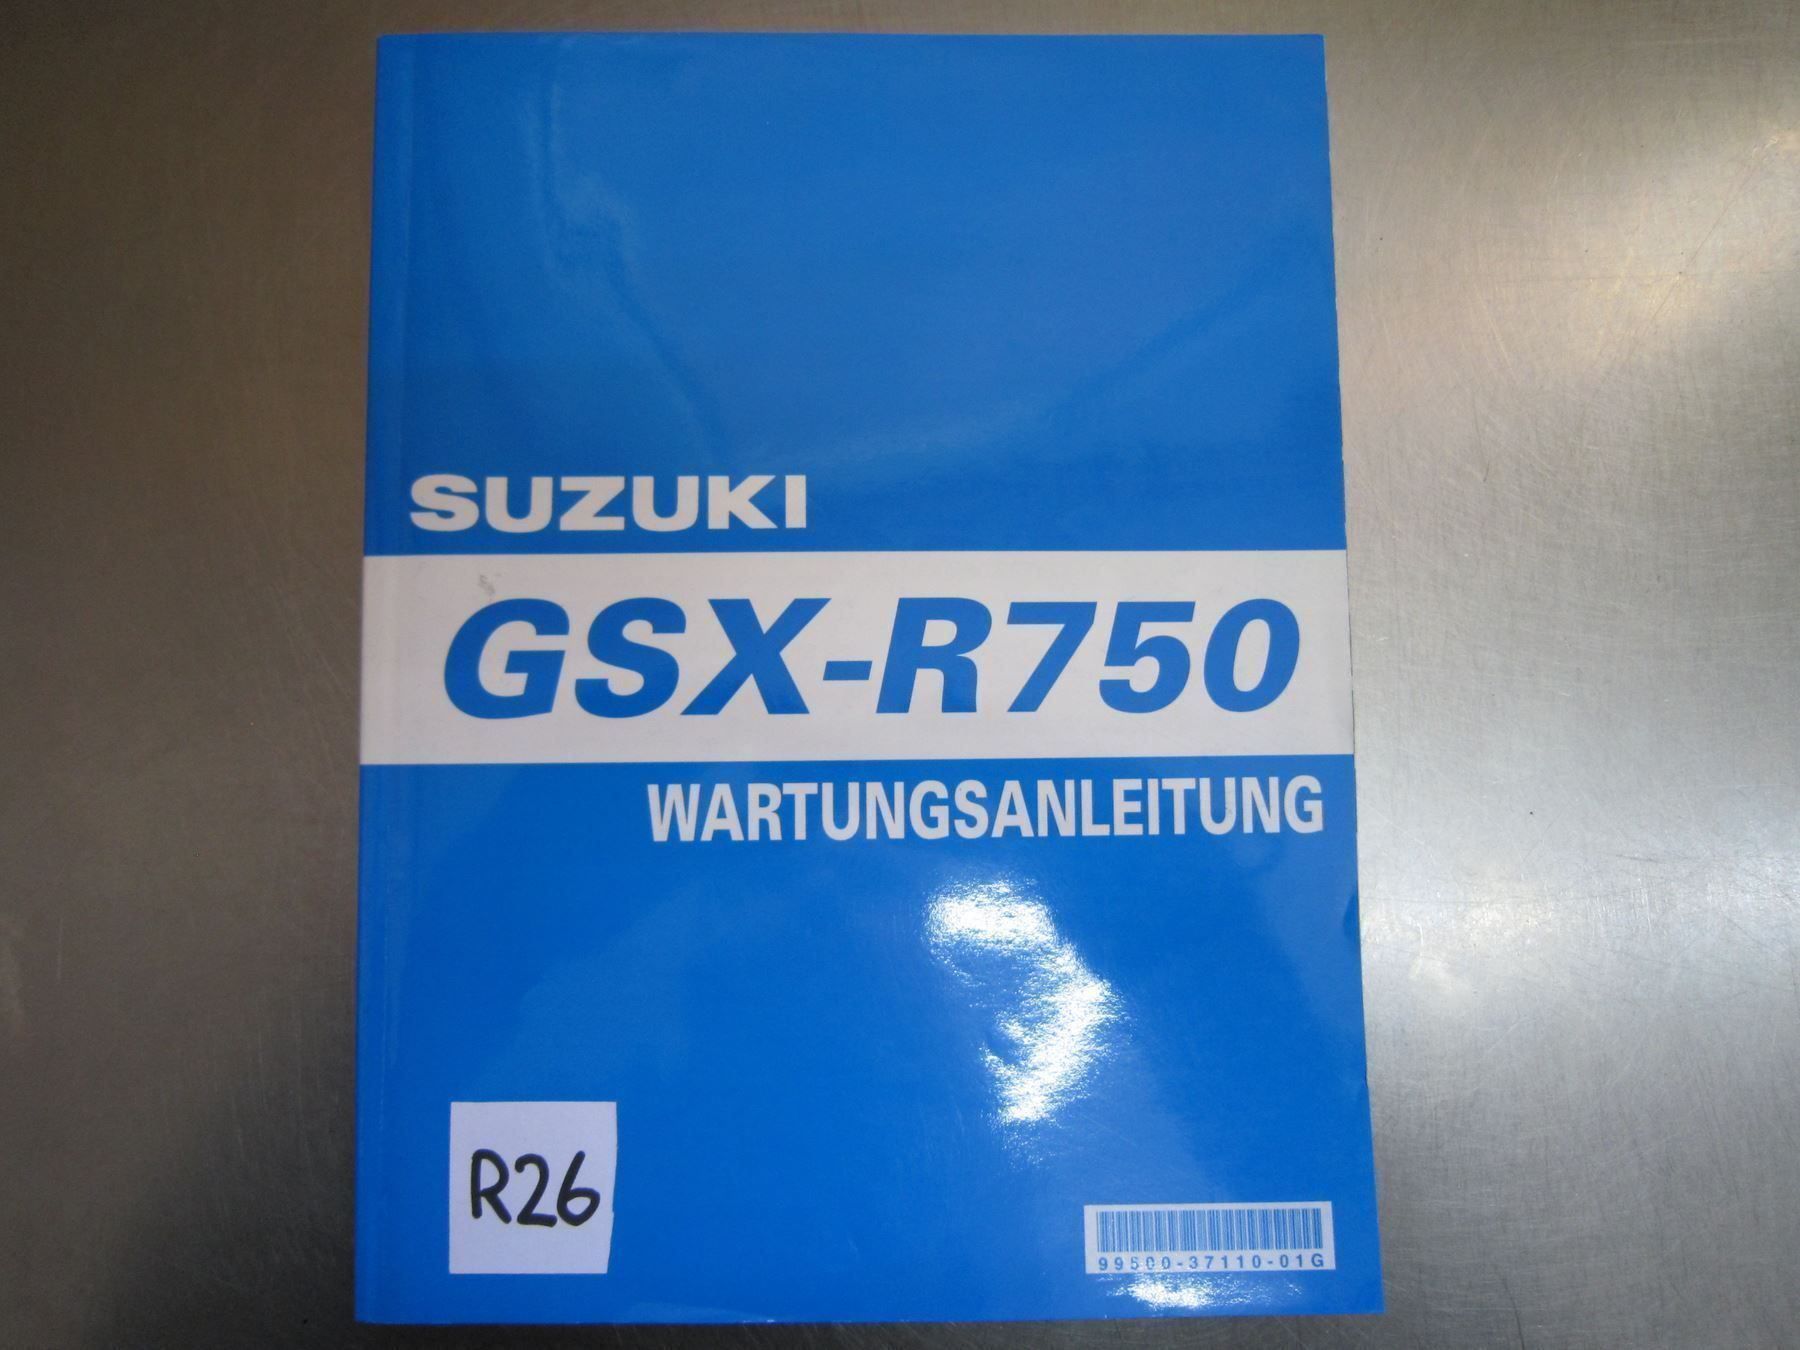 SUZUKI
GSX-R750
WARTUNGSANLEITUNG
R26
99500-37110-01G